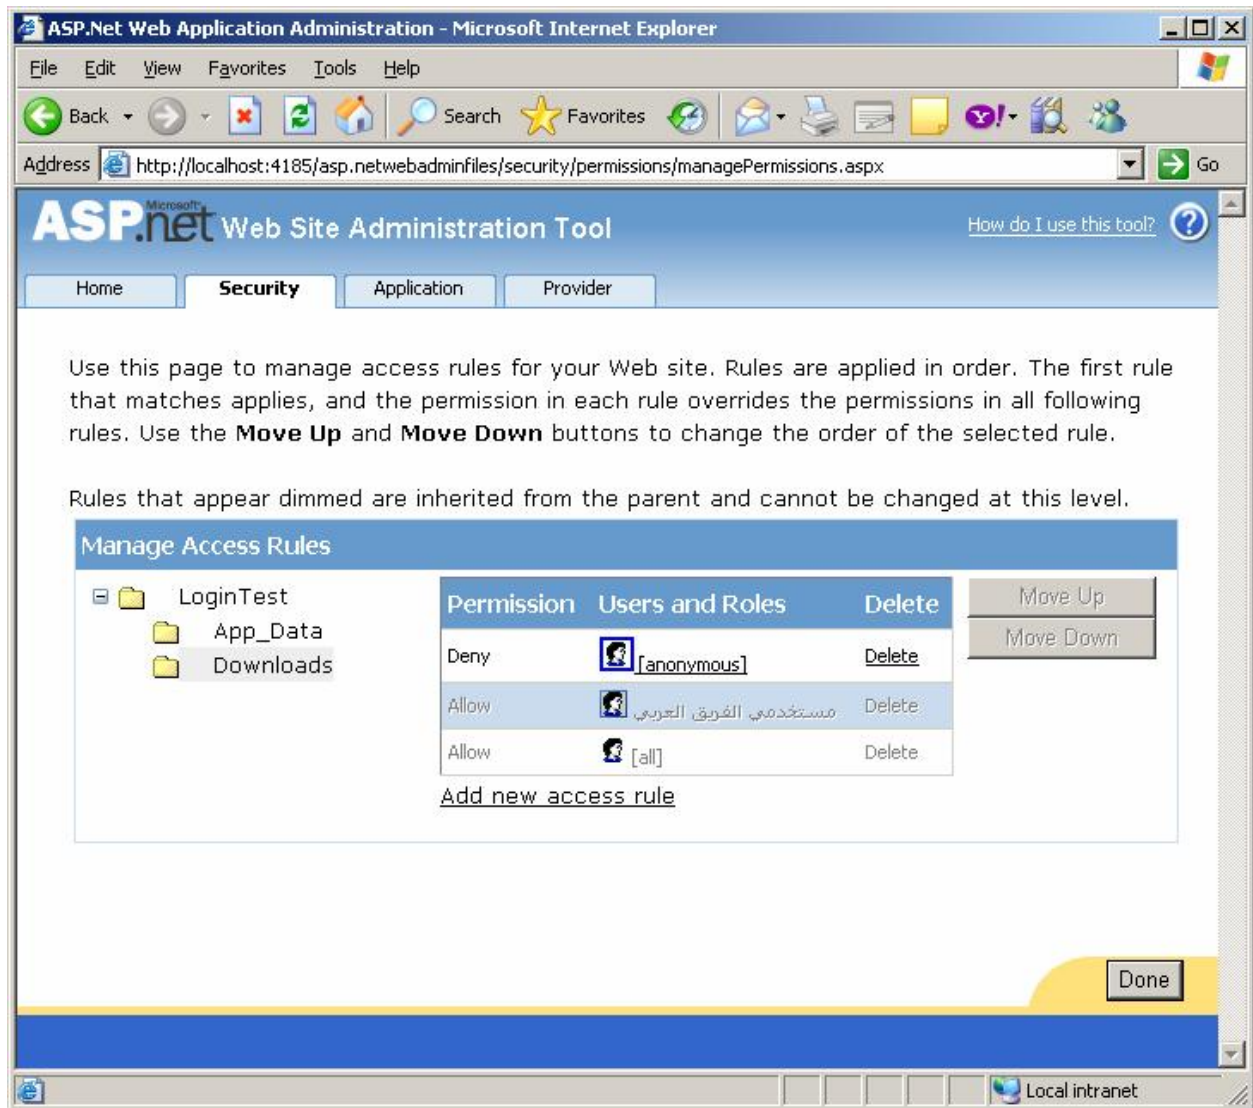 ASP.Net Web Application Administration - Microsoft Internet Explorer
File Edit View Favorites Tools Help
Back Search Favorites
Address http://localhost:4185/asp.netwebadminfiles/security/permissions/managePermissions.aspx Go
Microsoft
ASP.net Web Site Administration Tool How do I use this tool? ?
Home Security Application Provider
Use this page to manage access rules for your Web site. Rules are applied in order. The first rule
that matches applies, and the permission in each rule overrides the permissions in all following
rules. Use the Move Up and Move Down buttons to change the order of the selected rule.
Rules that appear dimmed are inherited from the parent and cannot be changed at this level.
Manage Access Rules
LoginTest
App_Data
Downloads
Permission Users and Roles Delete
Deny [anonymous] Delete
Allow مستخدمي الفريق العربي Delete
Allow [all] Delete
Add new access rule
Move Up
Move Down
Done
Local intranet